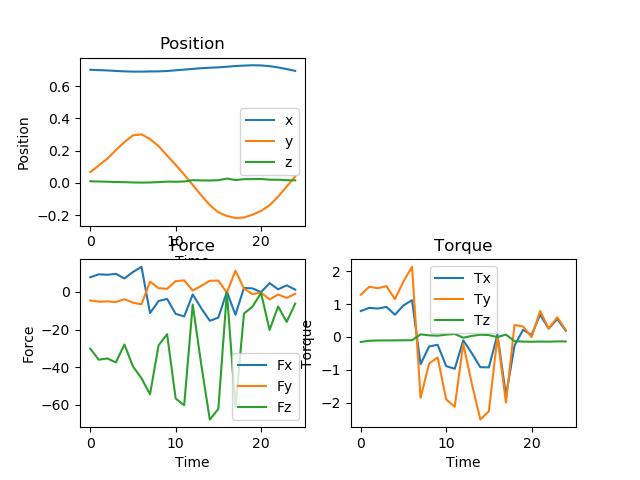 Position
Position
0.6
0.4
0.2
0.0
−0.2
x
y
z
0
10
20
Time
Force
Force
0
−20
−40
−60
Fx
Fy
Fz
0
10
20
Time
Torque
Torque
2
1
0
−1
−2
Tx
Ty
Tz
0
10
20
Time